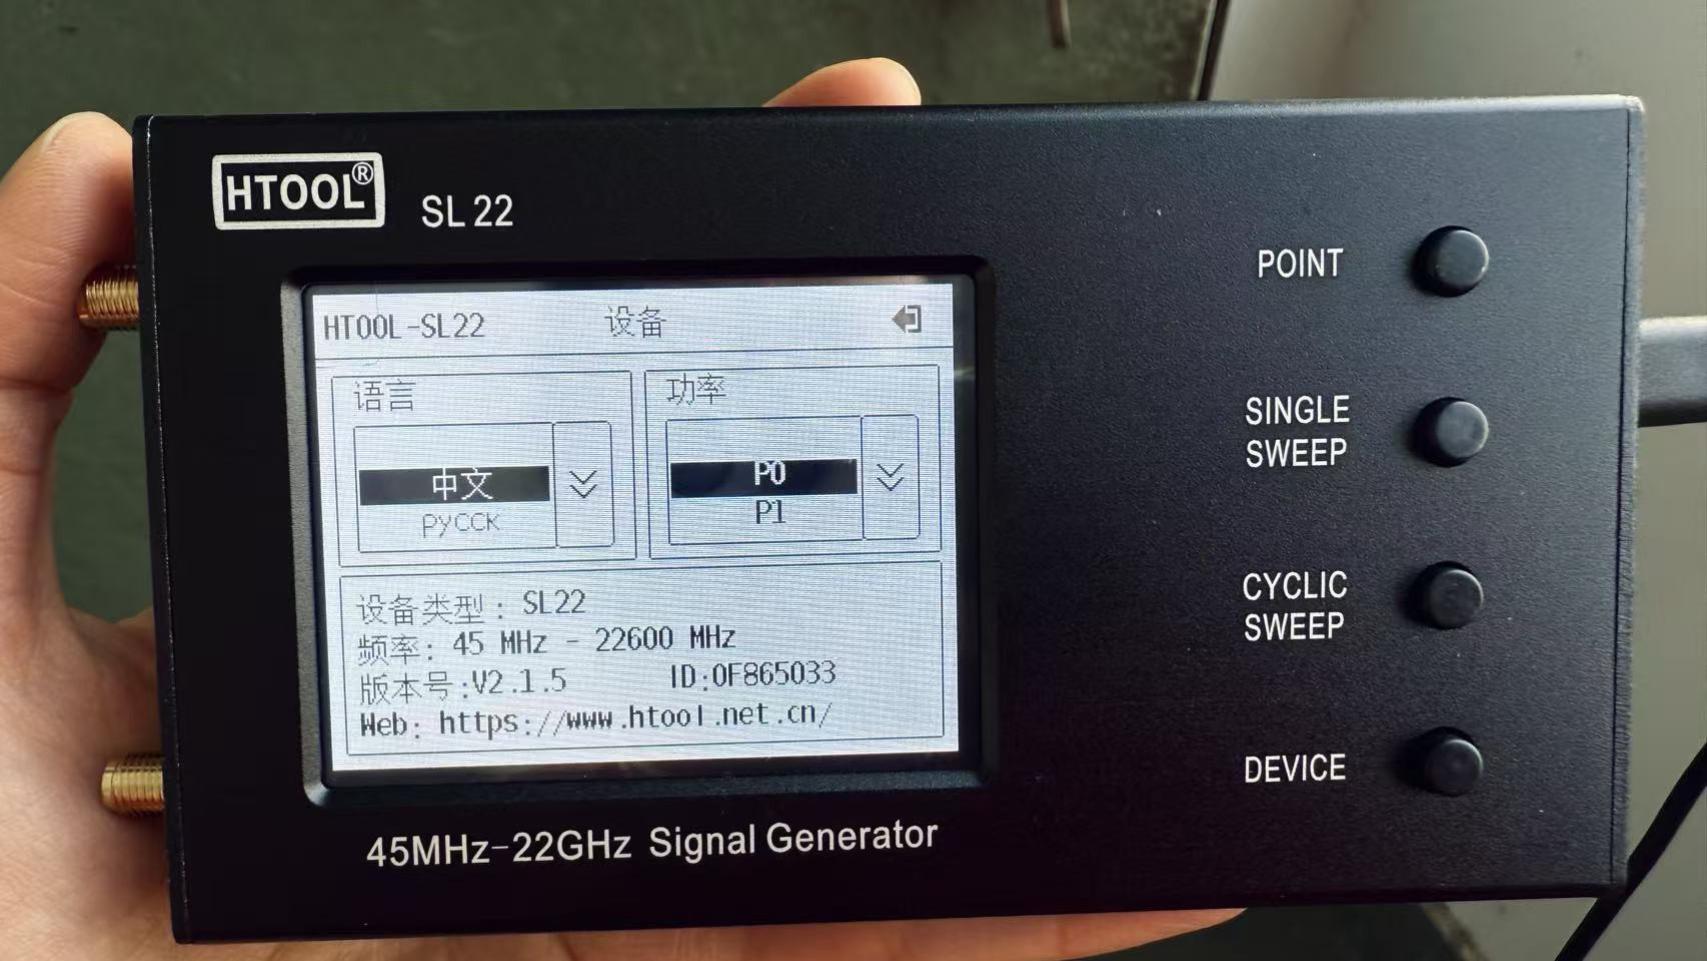 HTOOL®
SL 22
HTOOL-SL22 设备
语言
中文
русск
功率
P0
P1
设备类型: SL22
频率: 45 MHz - 22600 MHz
版本号:V2.1.5 ID:0F865033
Web: https://www.htool.net.cn/
45MHz-22GHz Signal Generator
POINT
SINGLE
SWEEP
CYCLIC
SWEEP
DEVICE